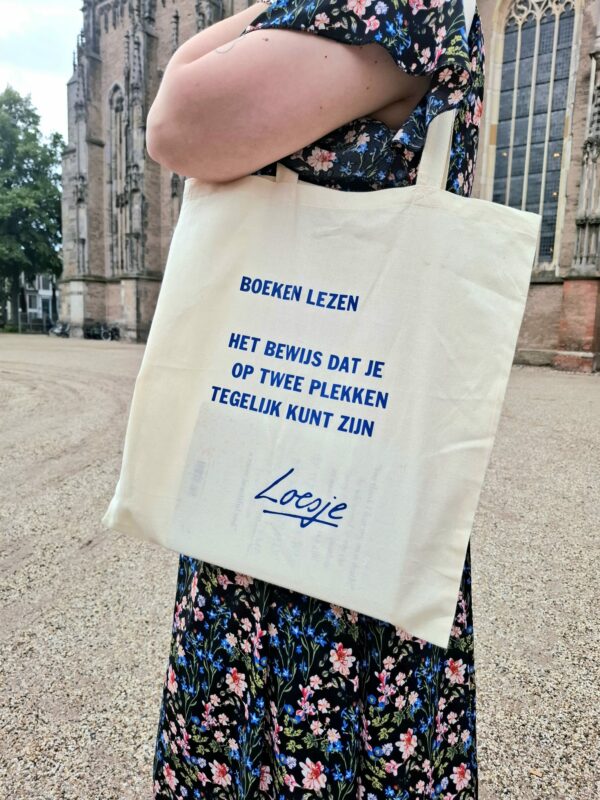 BOEKEN LEZEN
HET BEWIJS DAT JE
OP TWEE PLEKKEN
TEGELIJK KUNT ZIJN
Loesje